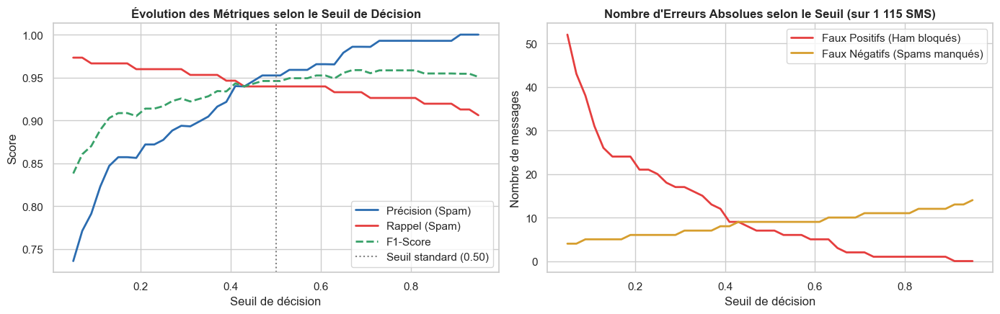 Évolution des Métriques selon le Seuil de Décision
1.00
0.95
0.90
0.85
0.80
0.75
Score
0.2
0.4
0.6
0.8
Seuil de décision
Précision (Spam)
Rappel (Spam)
F1-Score
Seuil standard (0.50)
Nombre d'Erreurs Absolues selon le Seuil (sur 1 115 SMS)
50
40
30
20
10
0
Nombre de messages
0.2
0.4
0.6
0.8
Seuil de décision
Faux Positifs (Ham bloqués)
Faux Négatifs (Spams manqués)